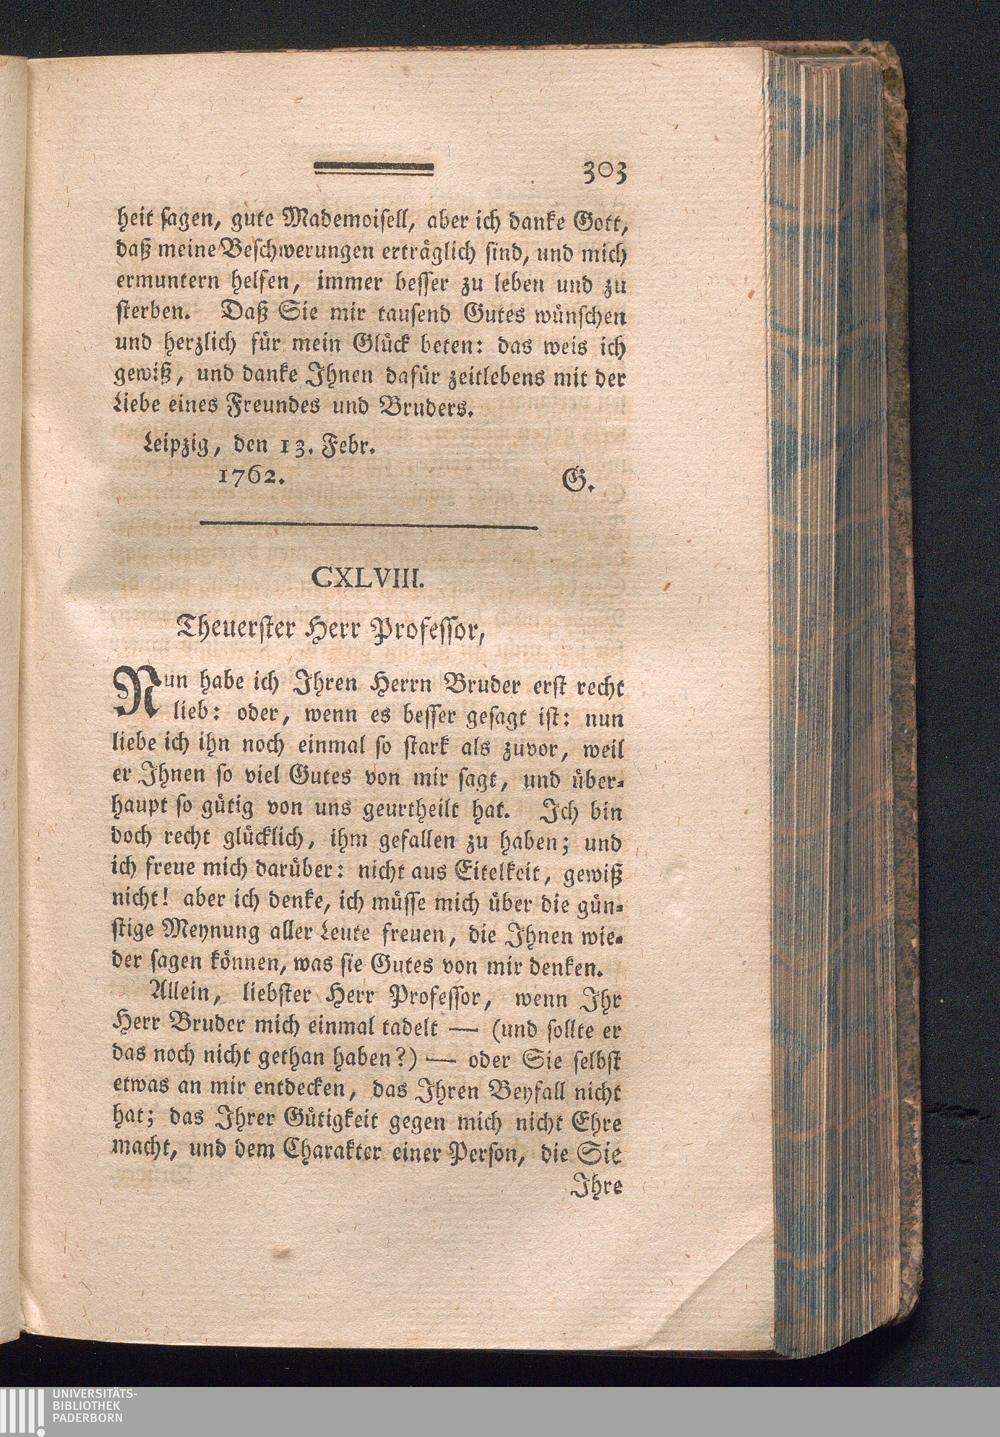 303
heit sagen, gute Mademoisell, aber ich danke Gott,
daß meine Beschwerungen erträglich sind, und mich
ermuntern helfen, immer besser zu leben und zu
sterben. Daß Sie mir tausend Gutes wünschen
und herzlich für mein Glück beten: das weis ich
gewiß, und danke Ihnen dafür zeitlebens mit der
Liebe eines Freundes und Bruders.
Leipzig, den 13. Febr.
1762. G.
CXLVIII.
Theuerster Herr Professor,
Nun habe ich Ihren Herrn Bruder erst recht
lieb: oder, wenn es besser gesagt ist: nun
liebe ich ihn noch einmal so stark als zuvor, weil
er Ihnen so viel Gutes von mir sagt, und über-
haupt so gütig von uns geurtheilt hat. Ich bin
doch recht glücklich, ihm gefallen zu haben; und
ich freue mich darüber: nicht aus Eitelkeit, gewiß
nicht! aber ich denke, ich müsse mich über die gün-
stige Meynung aller Leute freuen, die Ihnen wie-
der sagen können, was sie Gutes von mir denken.
Allein, liebster Herr Professor, wenn Ihr
Herr Bruder mich einmal tadelt — (und sollte er
das noch nicht gethan haben?) — oder Sie selbst
etwas an mir entdecken, das Ihren Beyfall nicht
hat; das Ihrer Gütigkeit gegen mich nicht Ehre
macht, und dem Charakter einer Person, die Sie
Ihre
UNIVERSITÄTS-
BIBLIOTHEK
PADERBORN